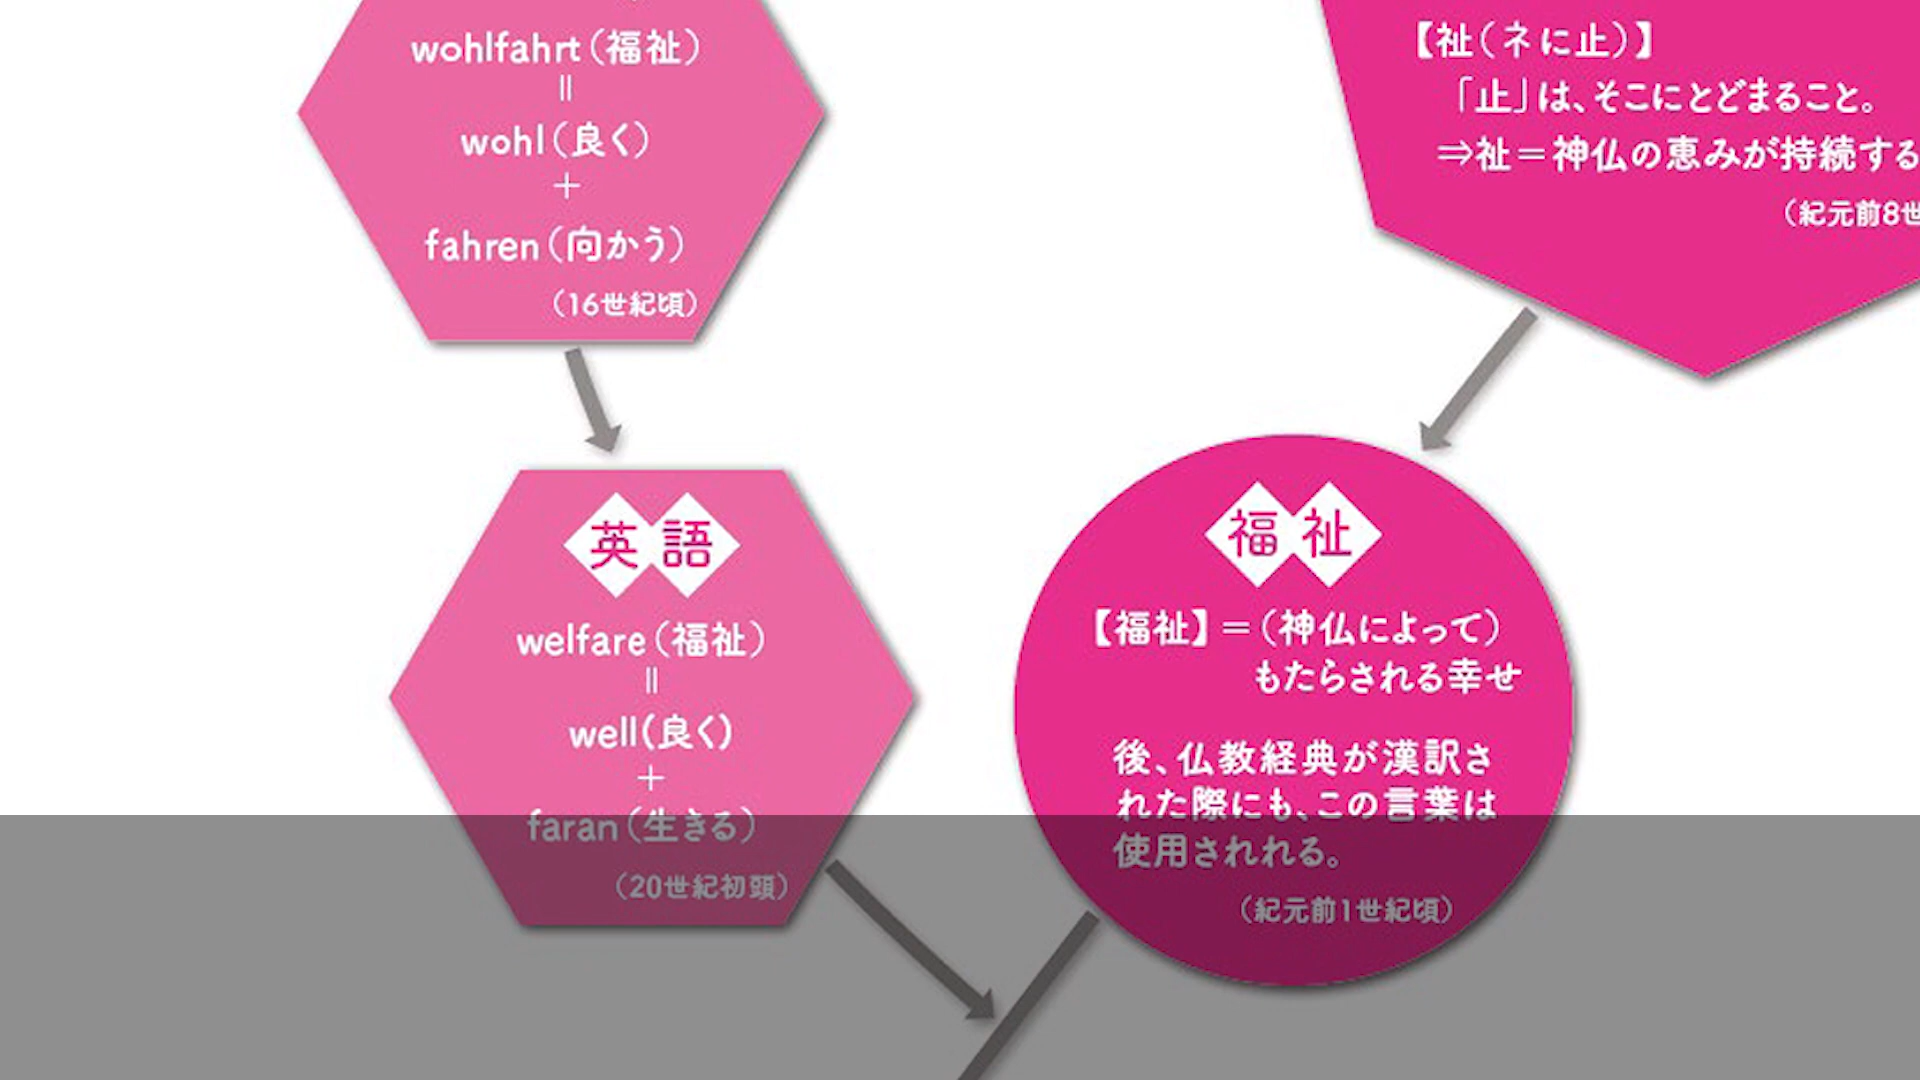 wohlfahrt（福祉）
＝
wohl（良く）
＋
fahren（向かう）
（16世紀頃）
【祉（ネに止）】
「止」は、そこにとどまること。
⇒祉＝神仏の恵みが持続する
（紀元前8世
英語
welfare（福祉）
＝
well(良く)
＋
faran（生きる）
（20世紀初頭）
福祉
【福祉】＝（神仏によって）
もたらされる幸せ
後、仏教経典が漢訳さ
れた際にも、この言葉は
使用されれる。
（紀元前1世紀頃）